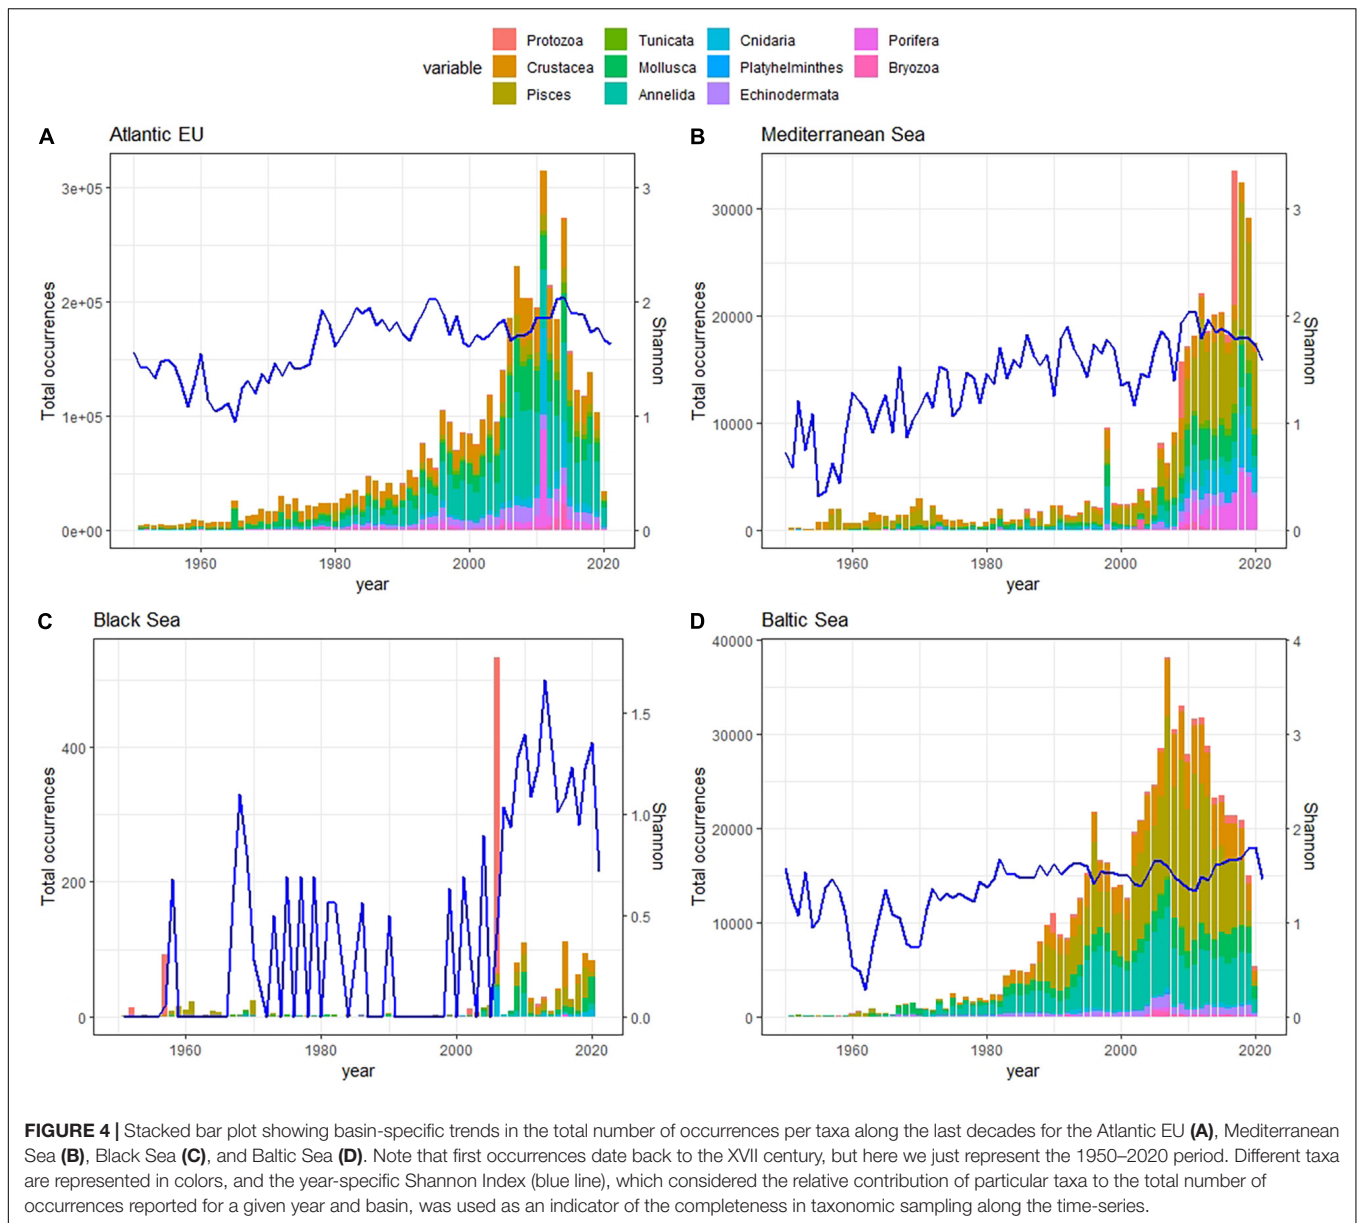 variable
Protozoa Tunicata Cnidaria Porifera
Crustacea Mollusca Platyhelminthes Bryozoa
Pisces Annelida Echinodermata
A Atlantic EU
3e+05
2e+05
1e+05
0e+00
Total occurrences
3
2
1
0
Shannon
1960 1980 2000 2020
year
B Mediterranean Sea
30000
20000
10000
0
Total occurrences
3
2
1
0
Shannon
1960 1980 2000 2020
year
C Black Sea
400
200
0
Total occurrences
1.5
1.0
0.5
0.0
Shannon
1960 1980 2000 2020
year
D Baltic Sea
40000
30000
20000
10000
0
Total occurrences
4
3
2
1
0
Shannon
1960 1980 2000 2020
year
FIGURE 4 | Stacked bar plot showing basin-specific trends in the total number of occurrences per taxa along the last decades for the Atlantic EU (A), Mediterranean
Sea (B), Black Sea (C), and Baltic Sea (D). Note that first occurrences date back to the XVII century, but here we just represent the 1950–2020 period. Different taxa
are represented in colors, and the year-specific Shannon Index (blue line), which considered the relative contribution of particular taxa to the total number of
occurrences reported for a given year and basin, was used as an indicator of the completeness in taxonomic sampling along the time-series.